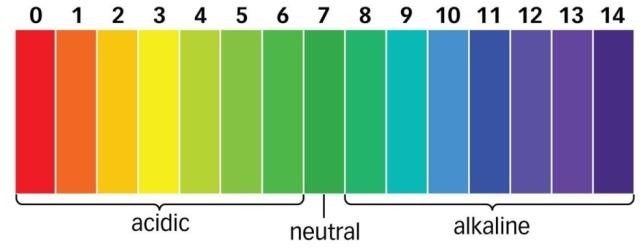 0 1 2 3 4 5 6 7 8 9 10 11 12 13 14
acidic
neutral
alkaline